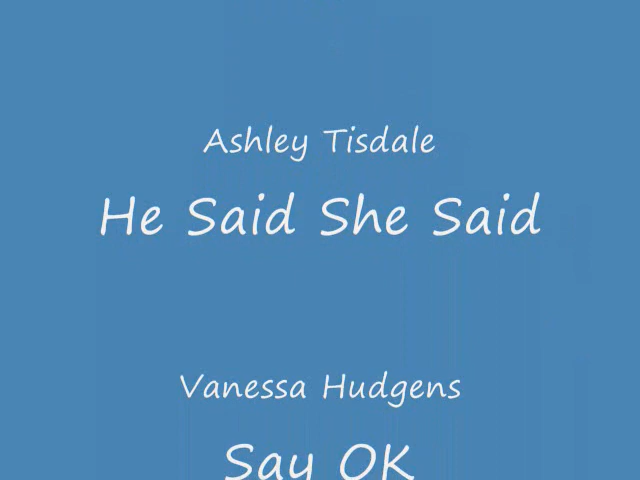 Ashley Tisdale
He Said She Said
Vanessa Hudgens
Say OK